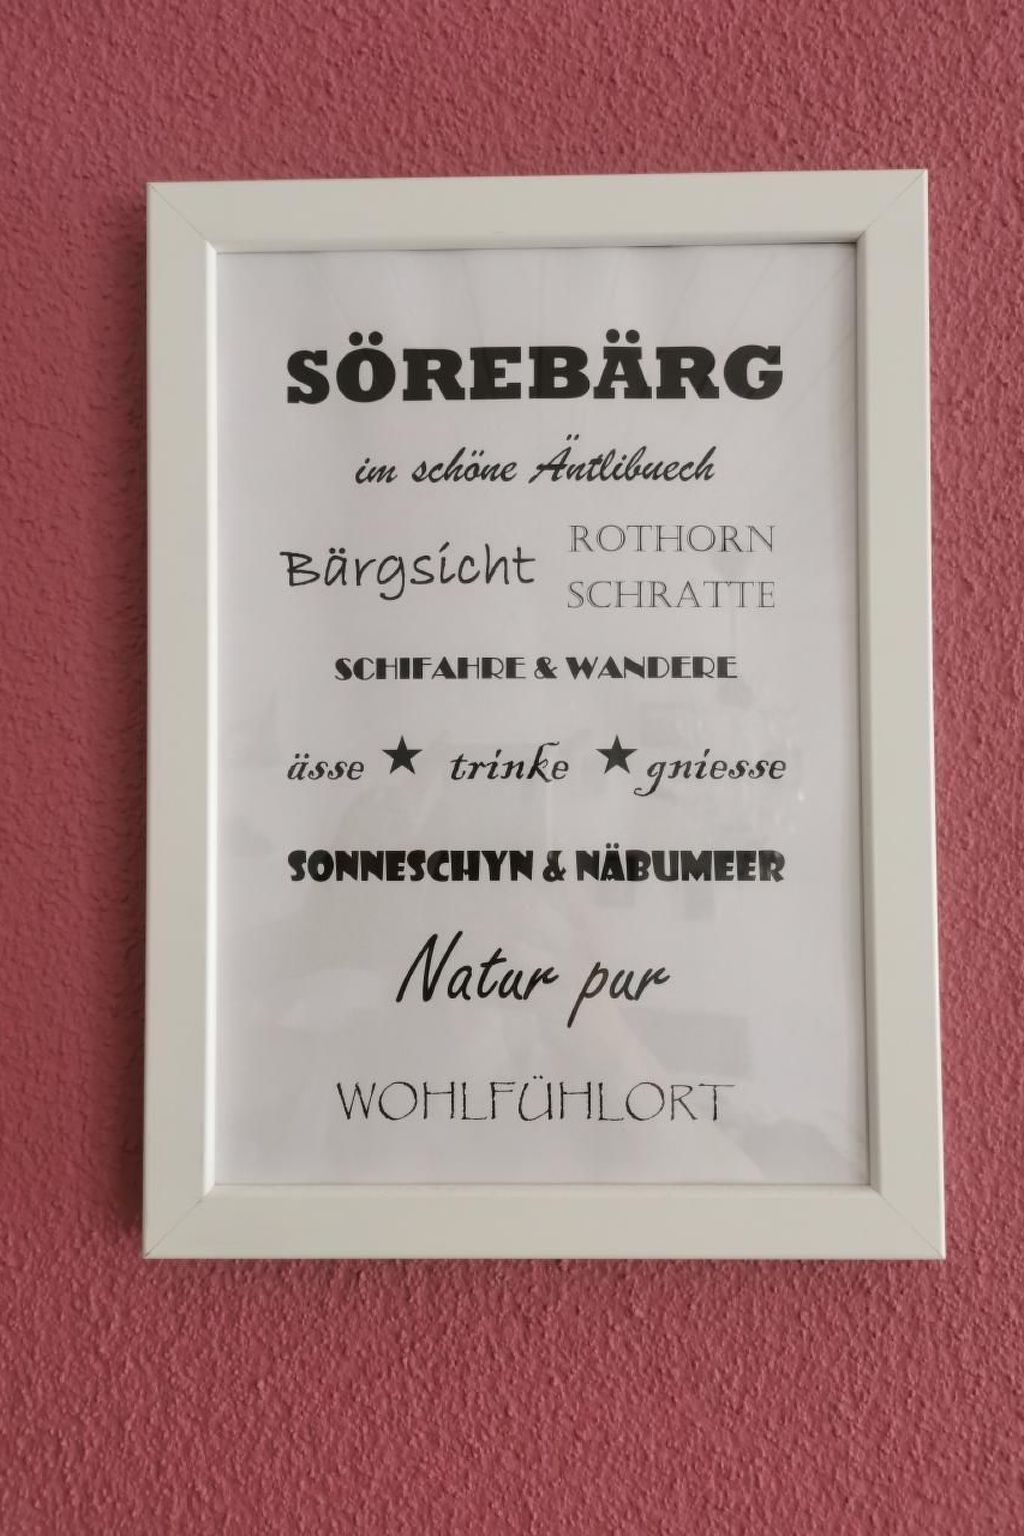 SÖREBÄRG
im schöne Äntlibuech
Bärgsicht
ROTHORN
SCHRATTE
SCHIFAHRE & WANDERE
ässe ★ trinke ★ gniesse
SONNESCHYN & NÄBUMEER
Natur pur
WOHLFÜHLORT